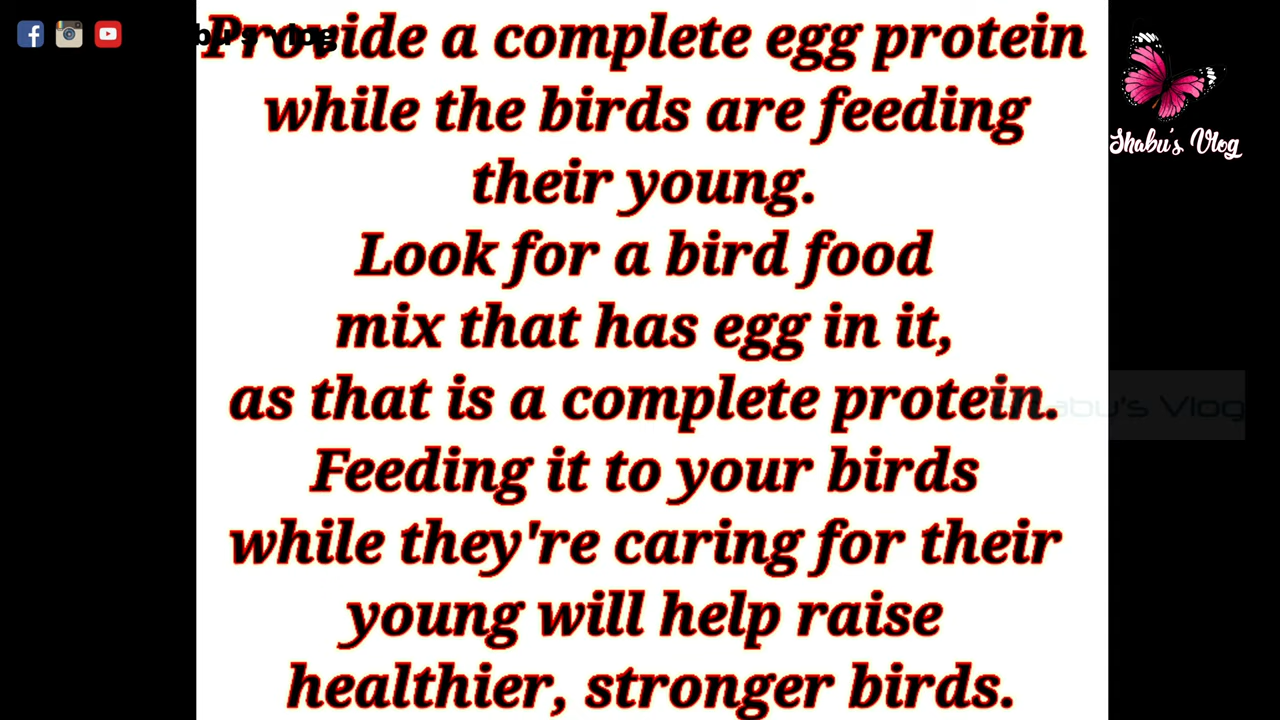 Provide a complete egg protein
while the birds are feeding
their young.
Look for a bird food
mix that has egg in it,
as that is a complete protein.
Feeding it to your birds
while they're caring for their
young will help raise
healthier, stronger birds.
Shabu's Vlog